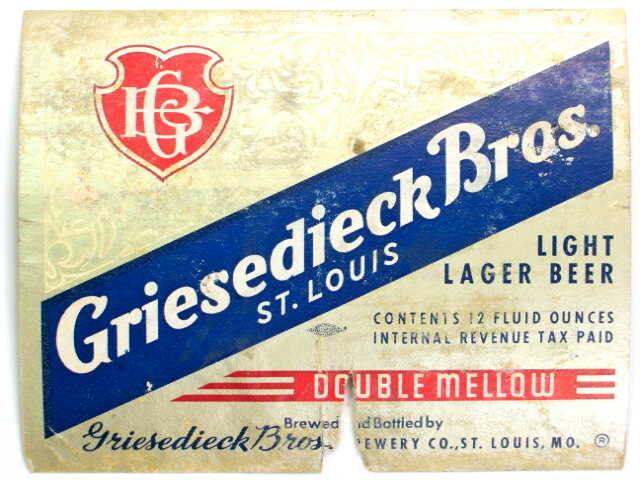 GB
Griesedieck Bros.
ST. LOUIS
LIGHT
LAGER BEER
CONTENTS 12 FLUID OUNCES
INTERNAL REVENUE TAX PAID
DOUBLE MELLOW
Brewed Bottled by
Griesedieck Bros. CO., ST. LOUIS, MO. ®